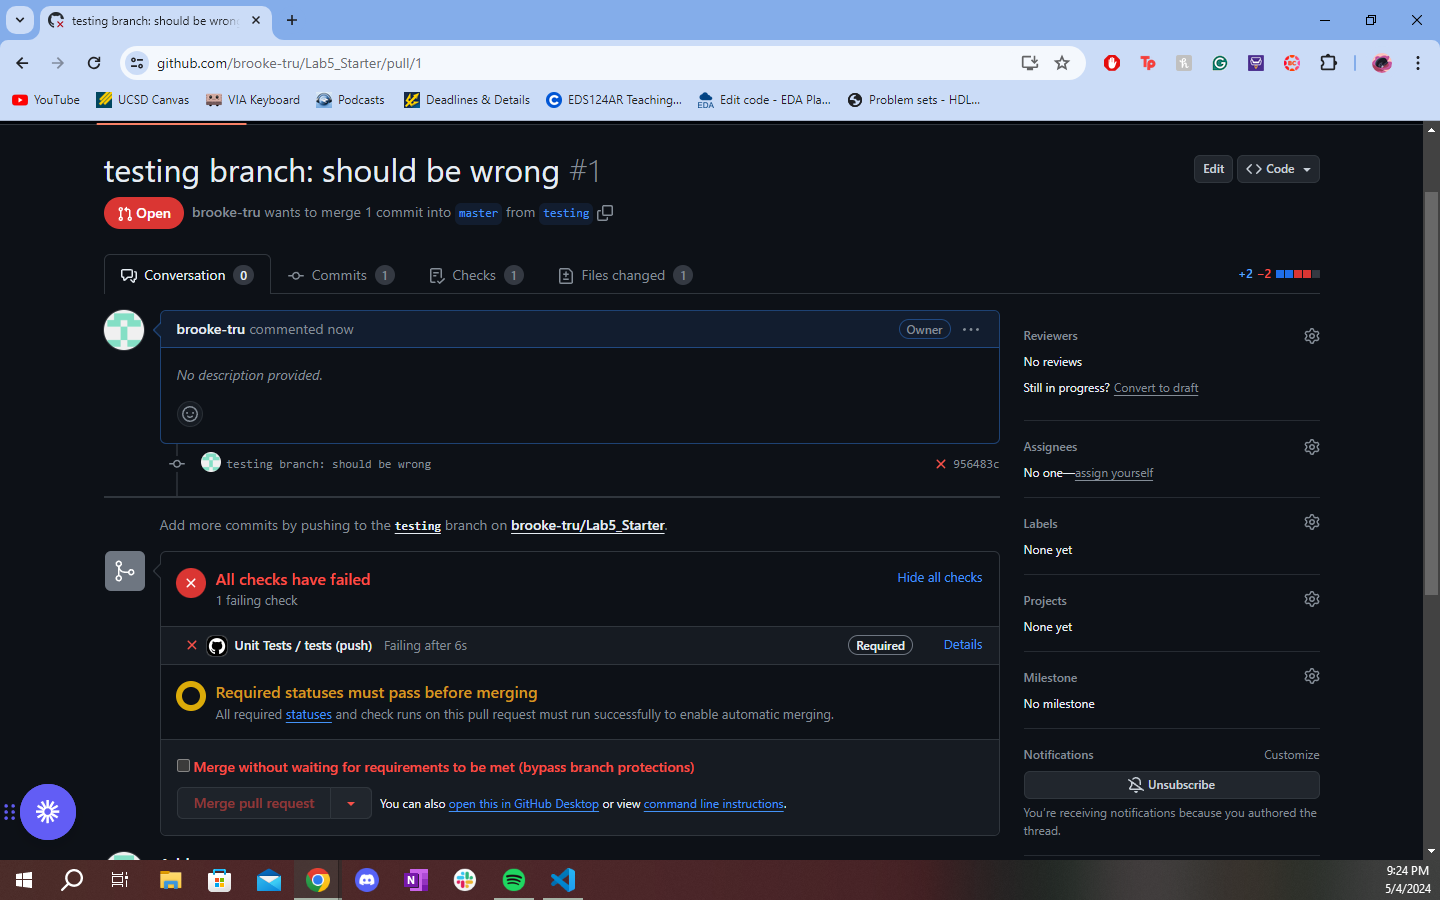 testing branch: should be wrong
github.com/brooke-tru/Lab5_Starter/pull/1
YouTube UCSD Canvas VIA Keyboard Podcasts Deadlines & Details EDS124AR Teaching... Edit code - EDA Pla... Problem sets - HDL...
testing branch: should be wrong #1
Edit <> Code
Open brooke-tru wants to merge 1 commit into master from testing
Conversation 0 Commits 1 Checks 1 Files changed 1
+2 −2
brooke-tru commented now Owner ...
No description provided.
testing branch: should be wrong 956483c
Add more commits by pushing to the testing branch on brooke-tru/Lab5_Starter.
All checks have failed Hide all checks
1 failing check
Unit Tests / tests (push) Failing after 6s Required Details
Required statuses must pass before merging
All required statuses and check runs on this pull request must run successfully to enable automatic merging.
Merge without waiting for requirements to be met (bypass branch protections)
Merge pull request You can also open this in GitHub Desktop or view command line instructions.
Reviewers
No reviews
Still in progress? Convert to draft
Assignees
No one—assign yourself
Labels
None yet
Projects
None yet
Milestone
No milestone
Notifications Customize
Unsubscribe
You're receiving notifications because you authored the
thread.
9:24 PM
5/4/2024